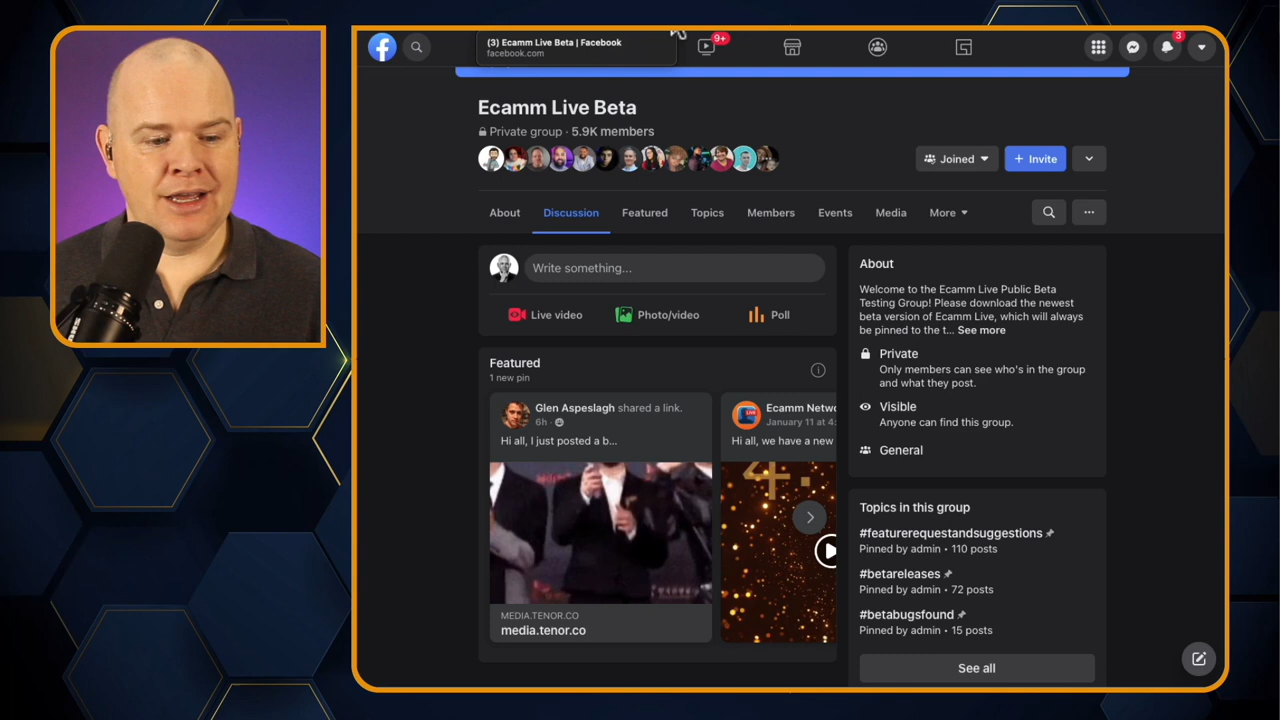 (3) Ecamm Live Beta | Facebook
facebook.com
9+
3
Ecamm Live Beta
Private group · 5.9K members
Joined
+ Invite
About
Discussion
Featured
Topics
Members
Events
Media
More
Write something...
Live video
Photo/video
Poll
Featured
1 new pin
Glen Aspeslagh shared a link.
6h ·
Hi all, I just posted a b...
MEDIA.TENOR.CO
media.tenor.co
Ecamm Netwo
January 11 at 4:
Hi all, we have a new
LIVE
4.
About
Welcome to the Ecamm Live Public Beta
Testing Group! Please download the newest
beta version of Ecamm Live, which will always
be pinned to the t... See more
Private
Only members can see who's in the group
and what they post.
Visible
Anyone can find this group.
General
Topics in this group
#featurerequestandsuggestions
Pinned by admin • 110 posts
#betareleases
Pinned by admin • 72 posts
#betabugsfound
Pinned by admin • 15 posts
See all